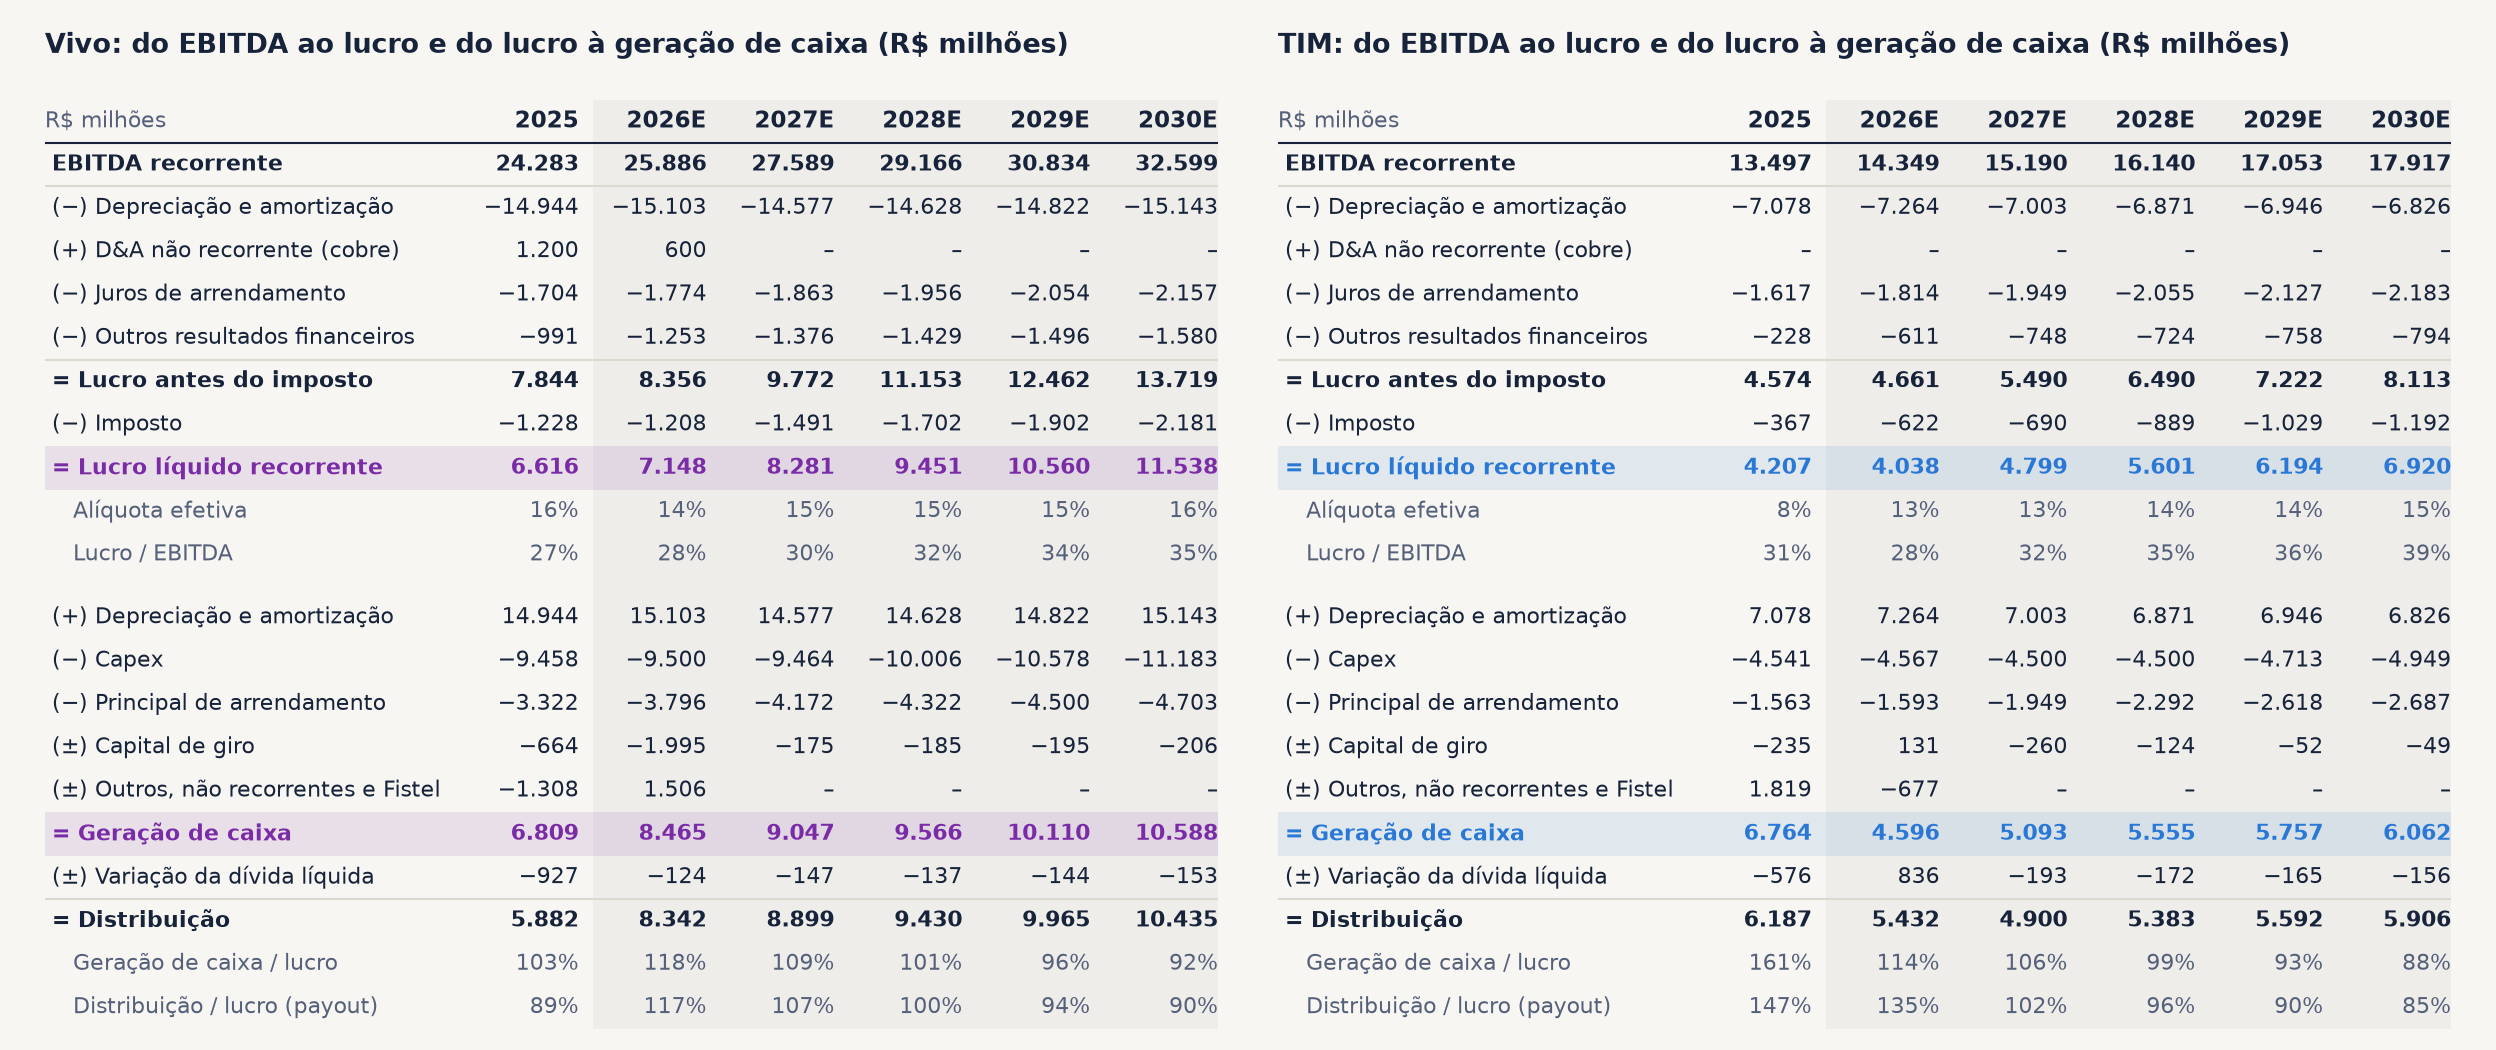 Vivo: do EBITDA ao lucro e do lucro à geração de caixa (R$ milhões)
R$ milhões 2025 2026E 2027E 2028E 2029E 2030E
EBITDA recorrente 24.283 25.886 27.589 29.166 30.834 32.599
(−) Depreciação e amortização −14.944 −15.103 −14.577 −14.628 −14.822 −15.143
(+) D&A não recorrente (cobre) 1.200 600 – – – –
(−) Juros de arrendamento −1.704 −1.774 −1.863 −1.956 −2.054 −2.157
(−) Outros resultados financeiros −991 −1.253 −1.376 −1.429 −1.496 −1.580
= Lucro antes do imposto 7.844 8.356 9.772 11.153 12.462 13.719
(−) Imposto −1.228 −1.208 −1.491 −1.702 −1.902 −2.181
= Lucro líquido recorrente 6.616 7.148 8.281 9.451 10.560 11.538
Alíquota efetiva 16% 14% 15% 15% 15% 16%
Lucro / EBITDA 27% 28% 30% 32% 34% 35%
(+) Depreciação e amortização 14.944 15.103 14.577 14.628 14.822 15.143
(−) Capex −9.458 −9.500 −9.464 −10.006 −10.578 −11.183
(−) Principal de arrendamento −3.322 −3.796 −4.172 −4.322 −4.500 −4.703
(±) Capital de giro −664 −1.995 −175 −185 −195 −206
(±) Outros, não recorrentes e Fistel −1.308 1.506 – – – –
= Geração de caixa 6.809 8.465 9.047 9.566 10.110 10.588
(±) Variação da dívida líquida −927 −124 −147 −137 −144 −153
= Distribuição 5.882 8.342 8.899 9.430 9.965 10.435
Geração de caixa / lucro 103% 118% 109% 101% 96% 92%
Distribuição / lucro (payout) 89% 117% 107% 100% 94% 90%
TIM: do EBITDA ao lucro e do lucro à geração de caixa (R$ milhões)
R$ milhões 2025 2026E 2027E 2028E 2029E 2030E
EBITDA recorrente 13.497 14.349 15.190 16.140 17.053 17.917
(−) Depreciação e amortização −7.078 −7.264 −7.003 −6.871 −6.946 −6.826
(+) D&A não recorrente (cobre) – – – – – –
(−) Juros de arrendamento −1.617 −1.814 −1.949 −2.055 −2.127 −2.183
(−) Outros resultados financeiros −228 −611 −748 −724 −758 −794
= Lucro antes do imposto 4.574 4.661 5.490 6.490 7.222 8.113
(−) Imposto −367 −622 −690 −889 −1.029 −1.192
= Lucro líquido recorrente 4.207 4.038 4.799 5.601 6.194 6.920
Alíquota efetiva 8% 13% 13% 14% 14% 15%
Lucro / EBITDA 31% 28% 32% 35% 36% 39%
(+) Depreciação e amortização 7.078 7.264 7.003 6.871 6.946 6.826
(−) Capex −4.541 −4.567 −4.500 −4.500 −4.713 −4.949
(−) Principal de arrendamento −1.563 −1.593 −1.949 −2.292 −2.618 −2.687
(±) Capital de giro −235 131 −260 −124 −52 −49
(±) Outros, não recorrentes e Fistel 1.819 −677 – – – –
= Geração de caixa 6.764 4.596 5.093 5.555 5.757 6.062
(±) Variação da dívida líquida −576 836 −193 −172 −165 −156
= Distribuição 6.187 5.432 4.900 5.383 5.592 5.906
Geração de caixa / lucro 161% 114% 106% 99% 93% 88%
Distribuição / lucro (payout) 147% 135% 102% 96% 90% 85%